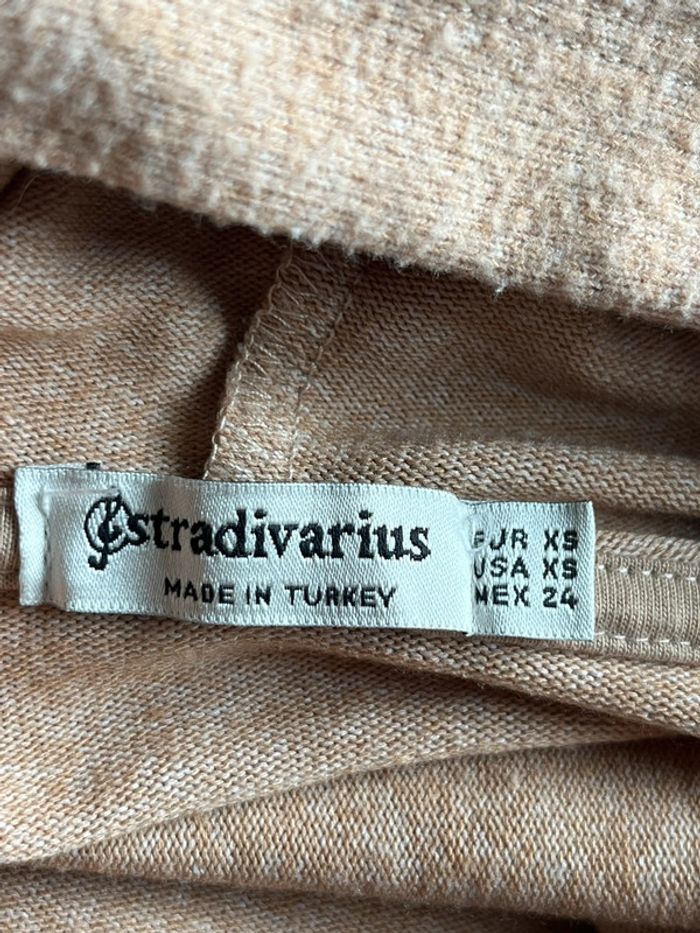 Stradivarius
MADE IN TURKEY
EUR XS
USA XS
MEX 24